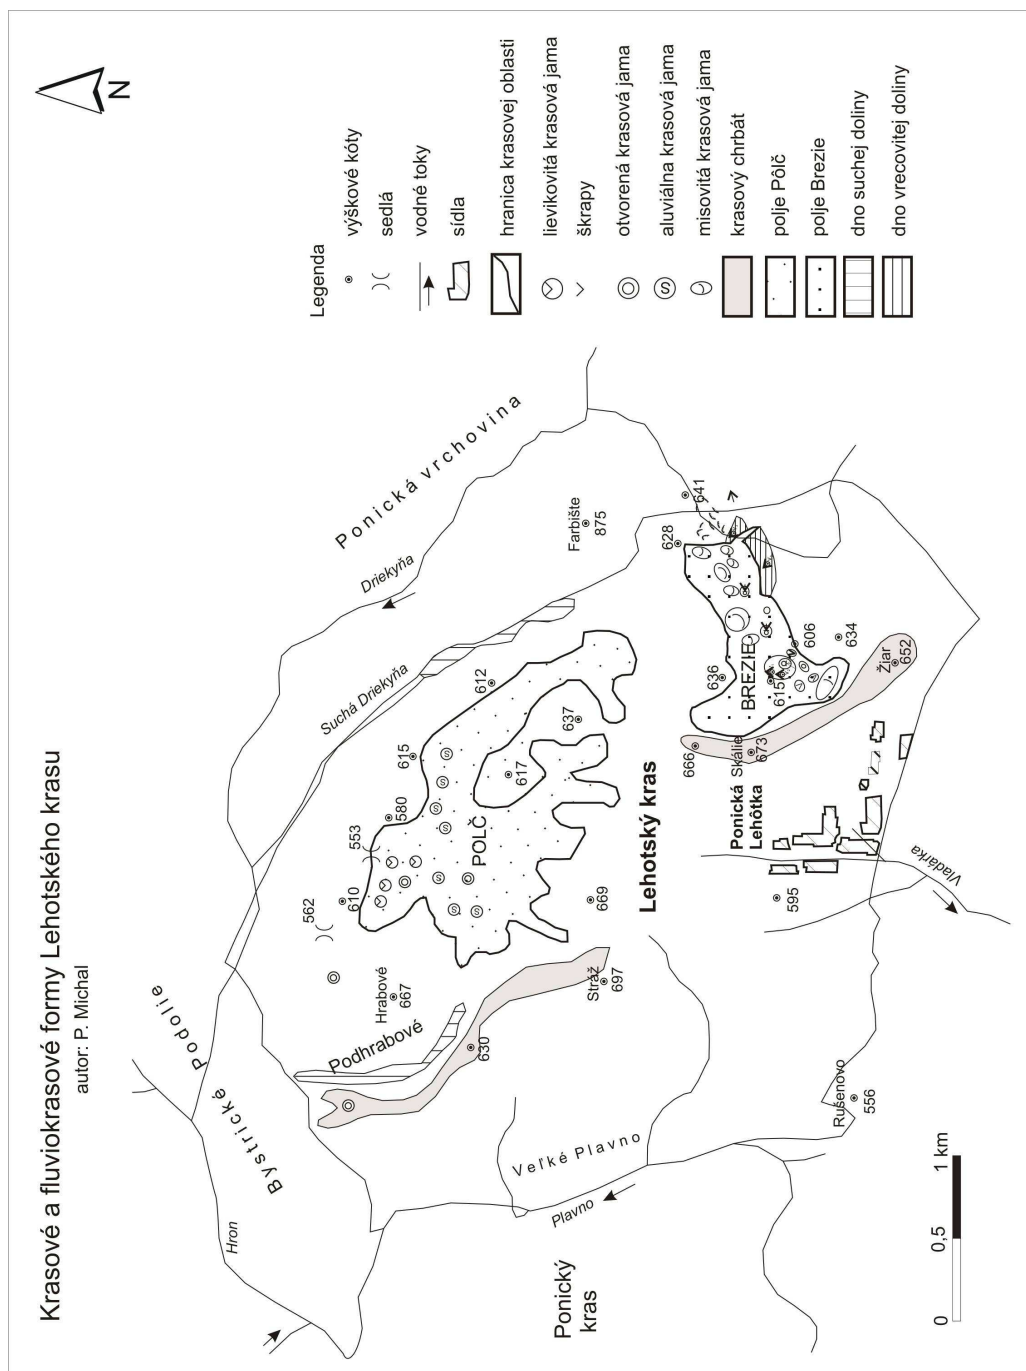 Krasové a fluviokrasové formy Lehotského krasu
autor: P. Michal
N
Legenda
výškové kóty
sedlá
vodné toky
sídla
hranica krasovej oblasti
lievikovitá krasová jama
škrapy
otvorená krasová jama
aluviálna krasová jama
misovitá krasová jama
krasový chrbát
polje Pôlč
polje Brezie
dno suchej doliny
dno vrecovitej doliny
Hron
Bystrické
Podolie
Suchá Driekyňa
Driekyňa
Ponická vrchovina
562
610
553
580
615
612
Hrabové
667
Podhrabové
630
POLČ
617
637
Farbište
875
Stráž
697
669
Lehotský kras
628
641
636
BREZIE
615
606
634
666
Skálie
673
Žiar
652
Ponická
Lehôtka
595
Vladárka
Veľké Plavno
Plavno
Ponický
kras
Rušenovo
556
0
0,5
1 km
S
S
S
S
S
S
S
S